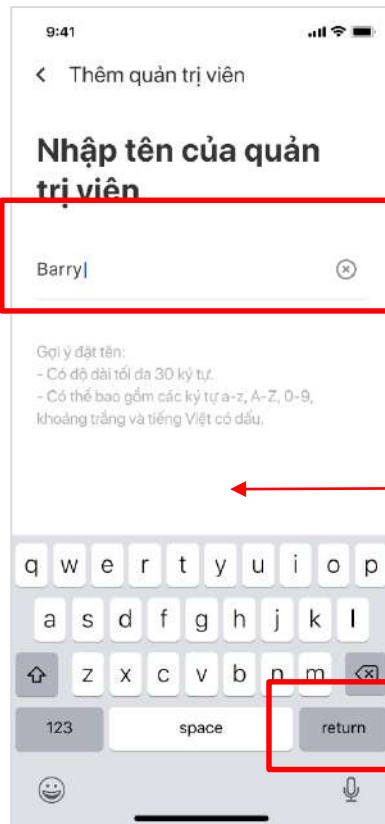 9:41
Thêm quản trị viên
Nhập tên của quản
trị viên
Barry
Gợi ý đặt tên:
- Có độ dài tối đa 30 ký tự.
- Có thể bao gồm các ký tự a-z, A-Z, 0-9,
khoảng trắng và tiếng Việt có dấu.
q w e r t y u i o p
a s d f g h j k l
z x c v b n m
123 space return